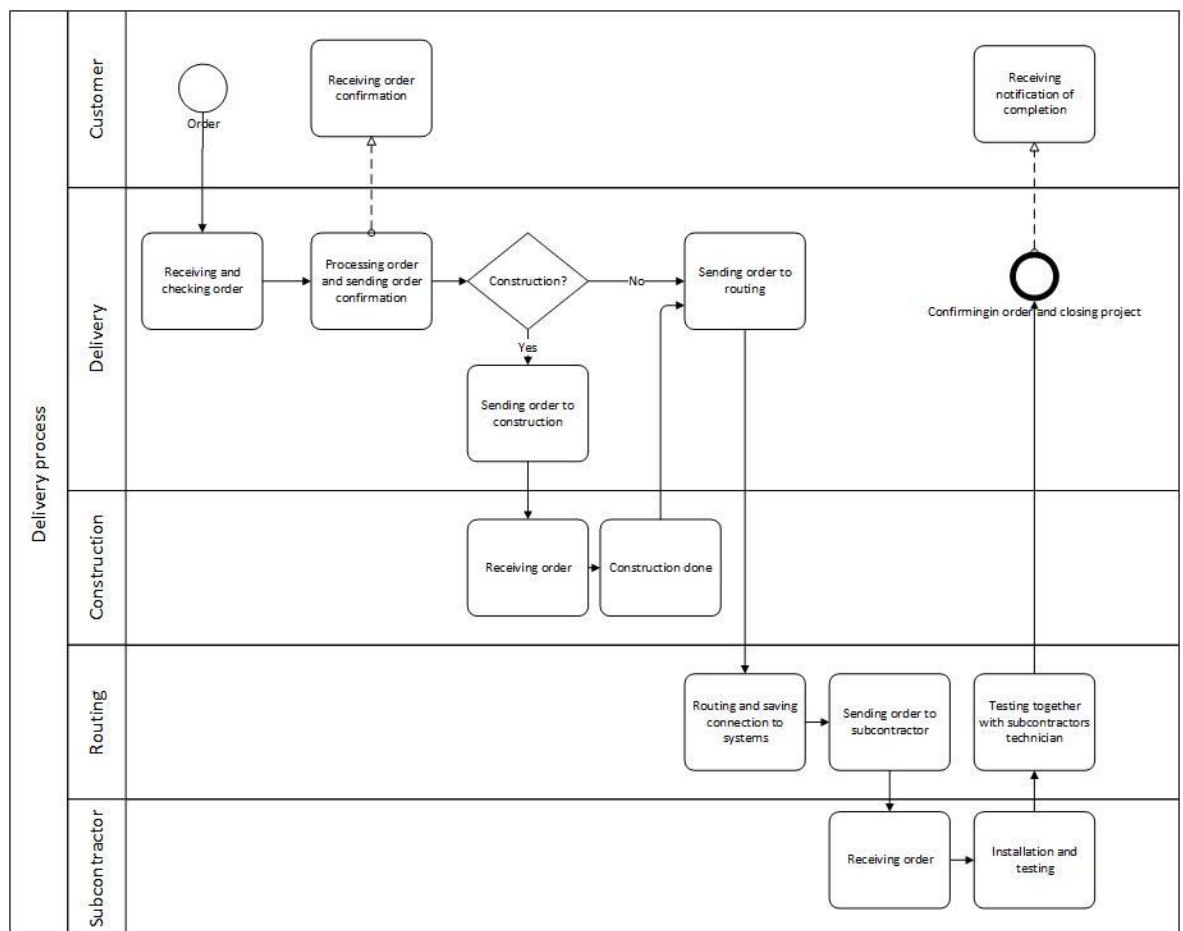 Delivery process
Customer
Order
Receiving order
confirmation
Receiving
notification of
completion
Delivery
Receiving and
checking order
Processing order
and sending order
confirmation
Construction?
No
Yes
Sending order to
routing
Confirmingin order and closing project
Sending order to
construction
Construction
Receiving order
Construction done
Routing
Routing and saving
connection to
systems
Sending order to
subcontractor
Testing together
with subcontractors
technician
Subcontractor
Receiving order
Installation and
testing